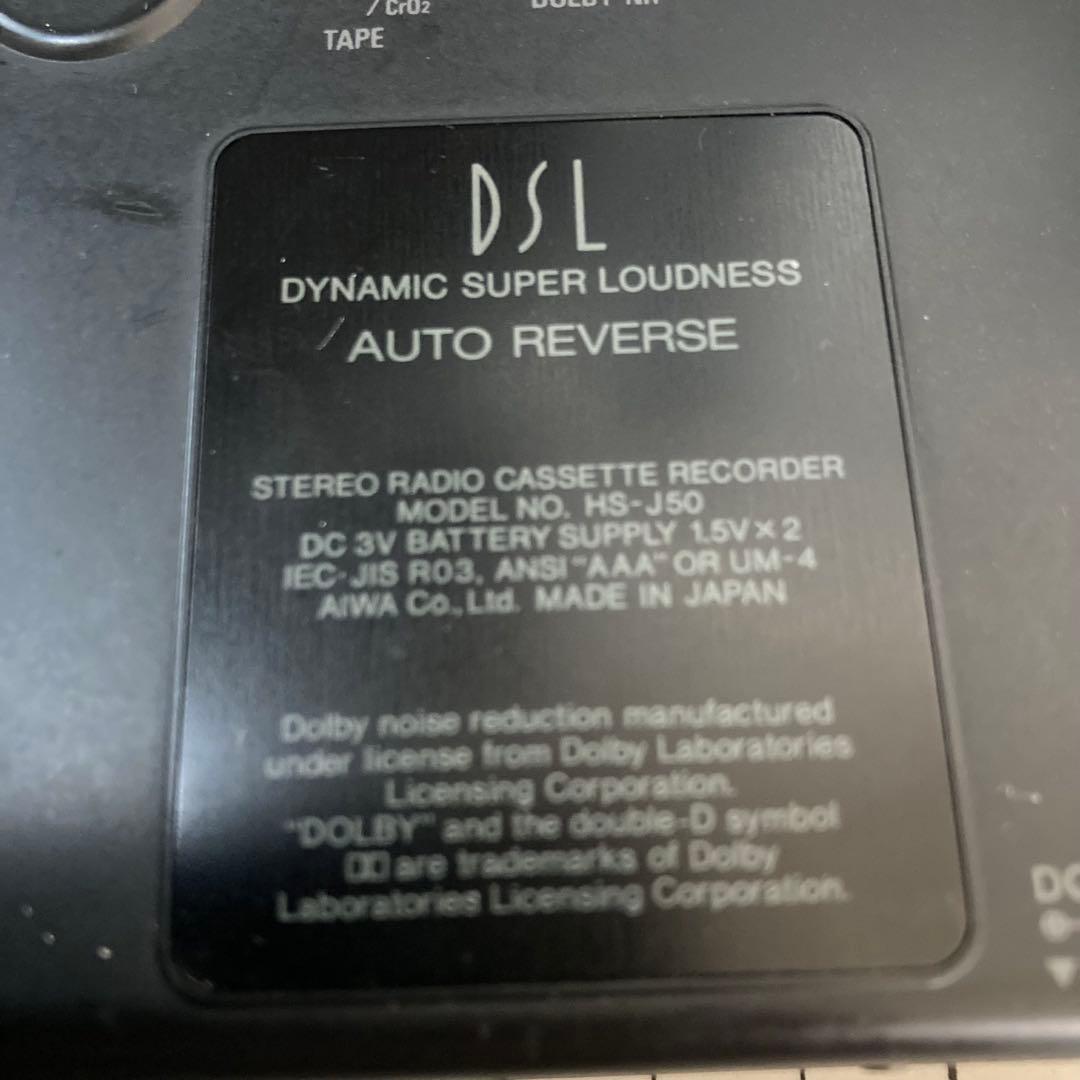 /CrO2
DOLBY NR
TAPE
DSL
DYNAMIC SUPER LOUDNESS
AUTO REVERSE
STEREO RADIO CASSETTE RECORDER
MODEL NO. HS-J50
DC 3V BATTERY SUPPLY 1.5V×2
IEC·JIS R03, ANSI "AAA" OR UM-4
AIWA Co., Ltd. MADE IN JAPAN
Dolby noise reduction manufactured
under license from Dolby Laboratories
Licensing Corporation.
"DOLBY" and the double-D symbol
are trademarks of Dolby
Laboratories Licensing Corporation.
DC